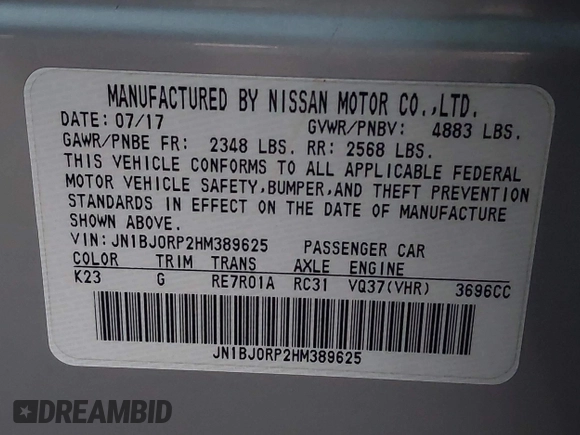 MANUFACTURED BY NISSAN MOTOR CO.,LTD.
DATE: 07/17 GVWR/PNBV: 4883 LBS.
GAWR/PNBE FR: 2348 LBS. RR: 2568 LBS.
THIS VEHICLE CONFORMS TO ALL APPLICABLE FEDERAL
MOTOR VEHICLE SAFETY,BUMPER,AND THEFT PREVENTION
STANDARDS IN EFFECT ON THE DATE OF MANUFACTURE
SHOWN ABOVE.
VIN: JN1BJ0RP2HM389625 PASSENGER CAR
COLOR TRIM TRANS AXLE ENGINE
K23 G RE7R01A RC31 VQ37(VHR) 3696CC
JN1BJ0RP2HM389625
DREAMBID